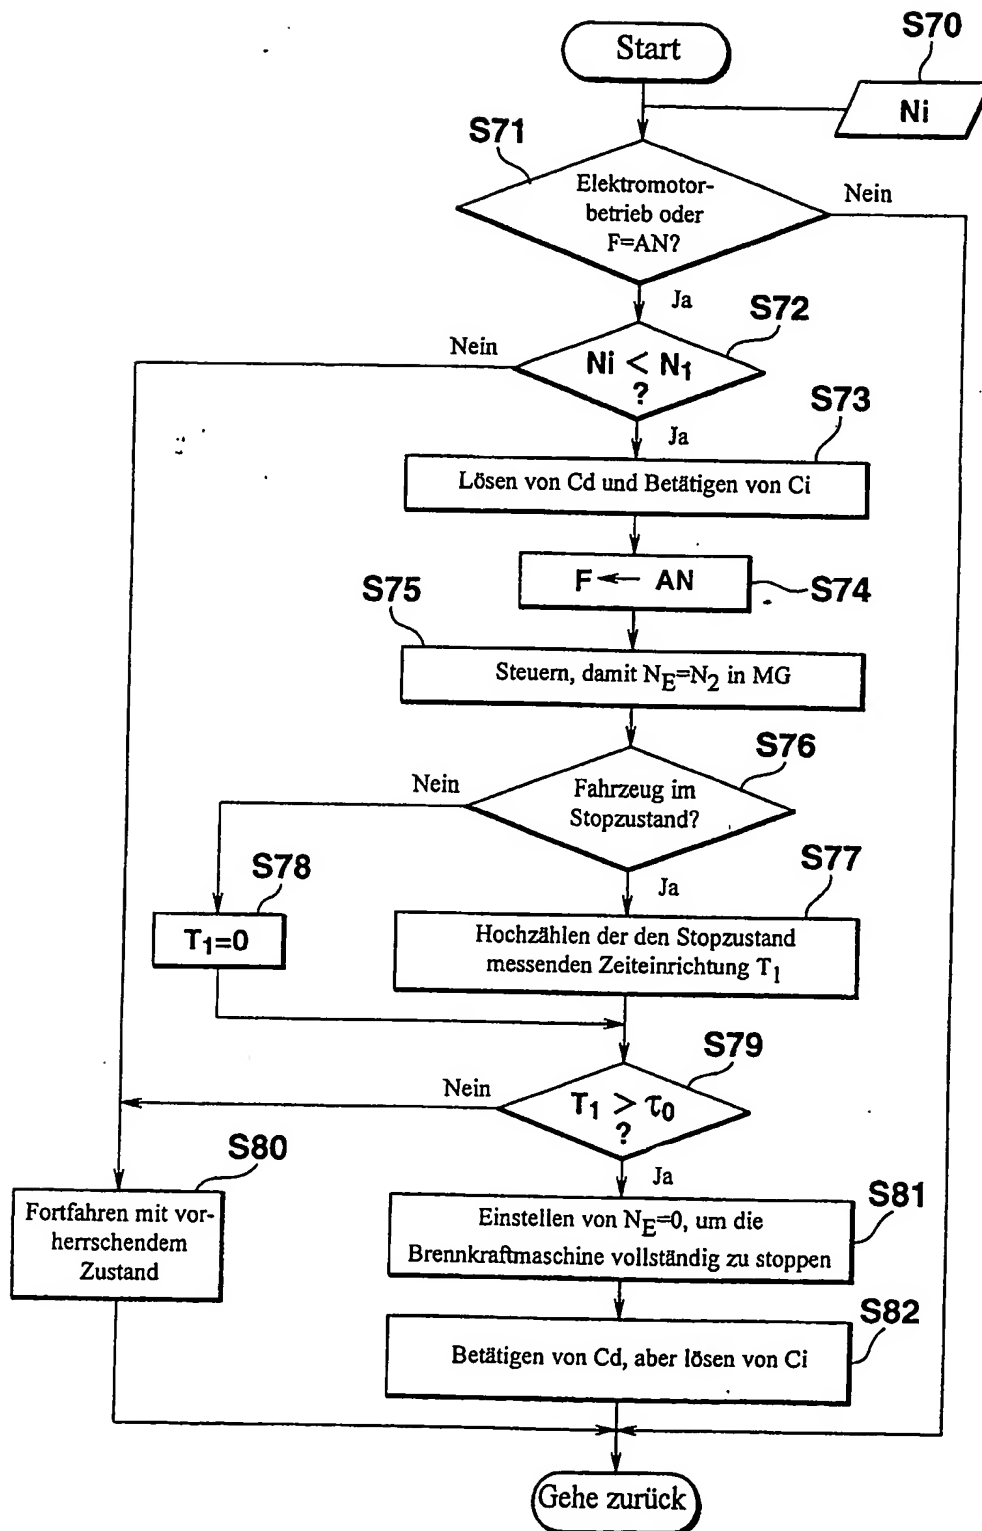 Start
S70
Ni
S71
Elektromotor-
betrieb oder
F=AN?
Nein
Ja
S72
Nein
Ni < N1
?
Ja
S73
Lösen von Cd und Betätigen von Ci
F ← AN
S74
S75
Steuern, damit NE=N2 in MG
S76
Nein
Fahrzeug im
Stopzustand?
Ja
S77
S78
T1=0
Hochzählen der den Stopzustand
messenden Zeiteinrichtung T1
S79
Nein
T1 > τ0
?
Ja
S80
Fortfahren mit vor-
herrschendem
Zustand
S81
Einstellen von NE=0, um die
Brennkraftmaschine vollständig zu stoppen
S82
Betätigen von Cd, aber lösen von Ci
Gehe zurück